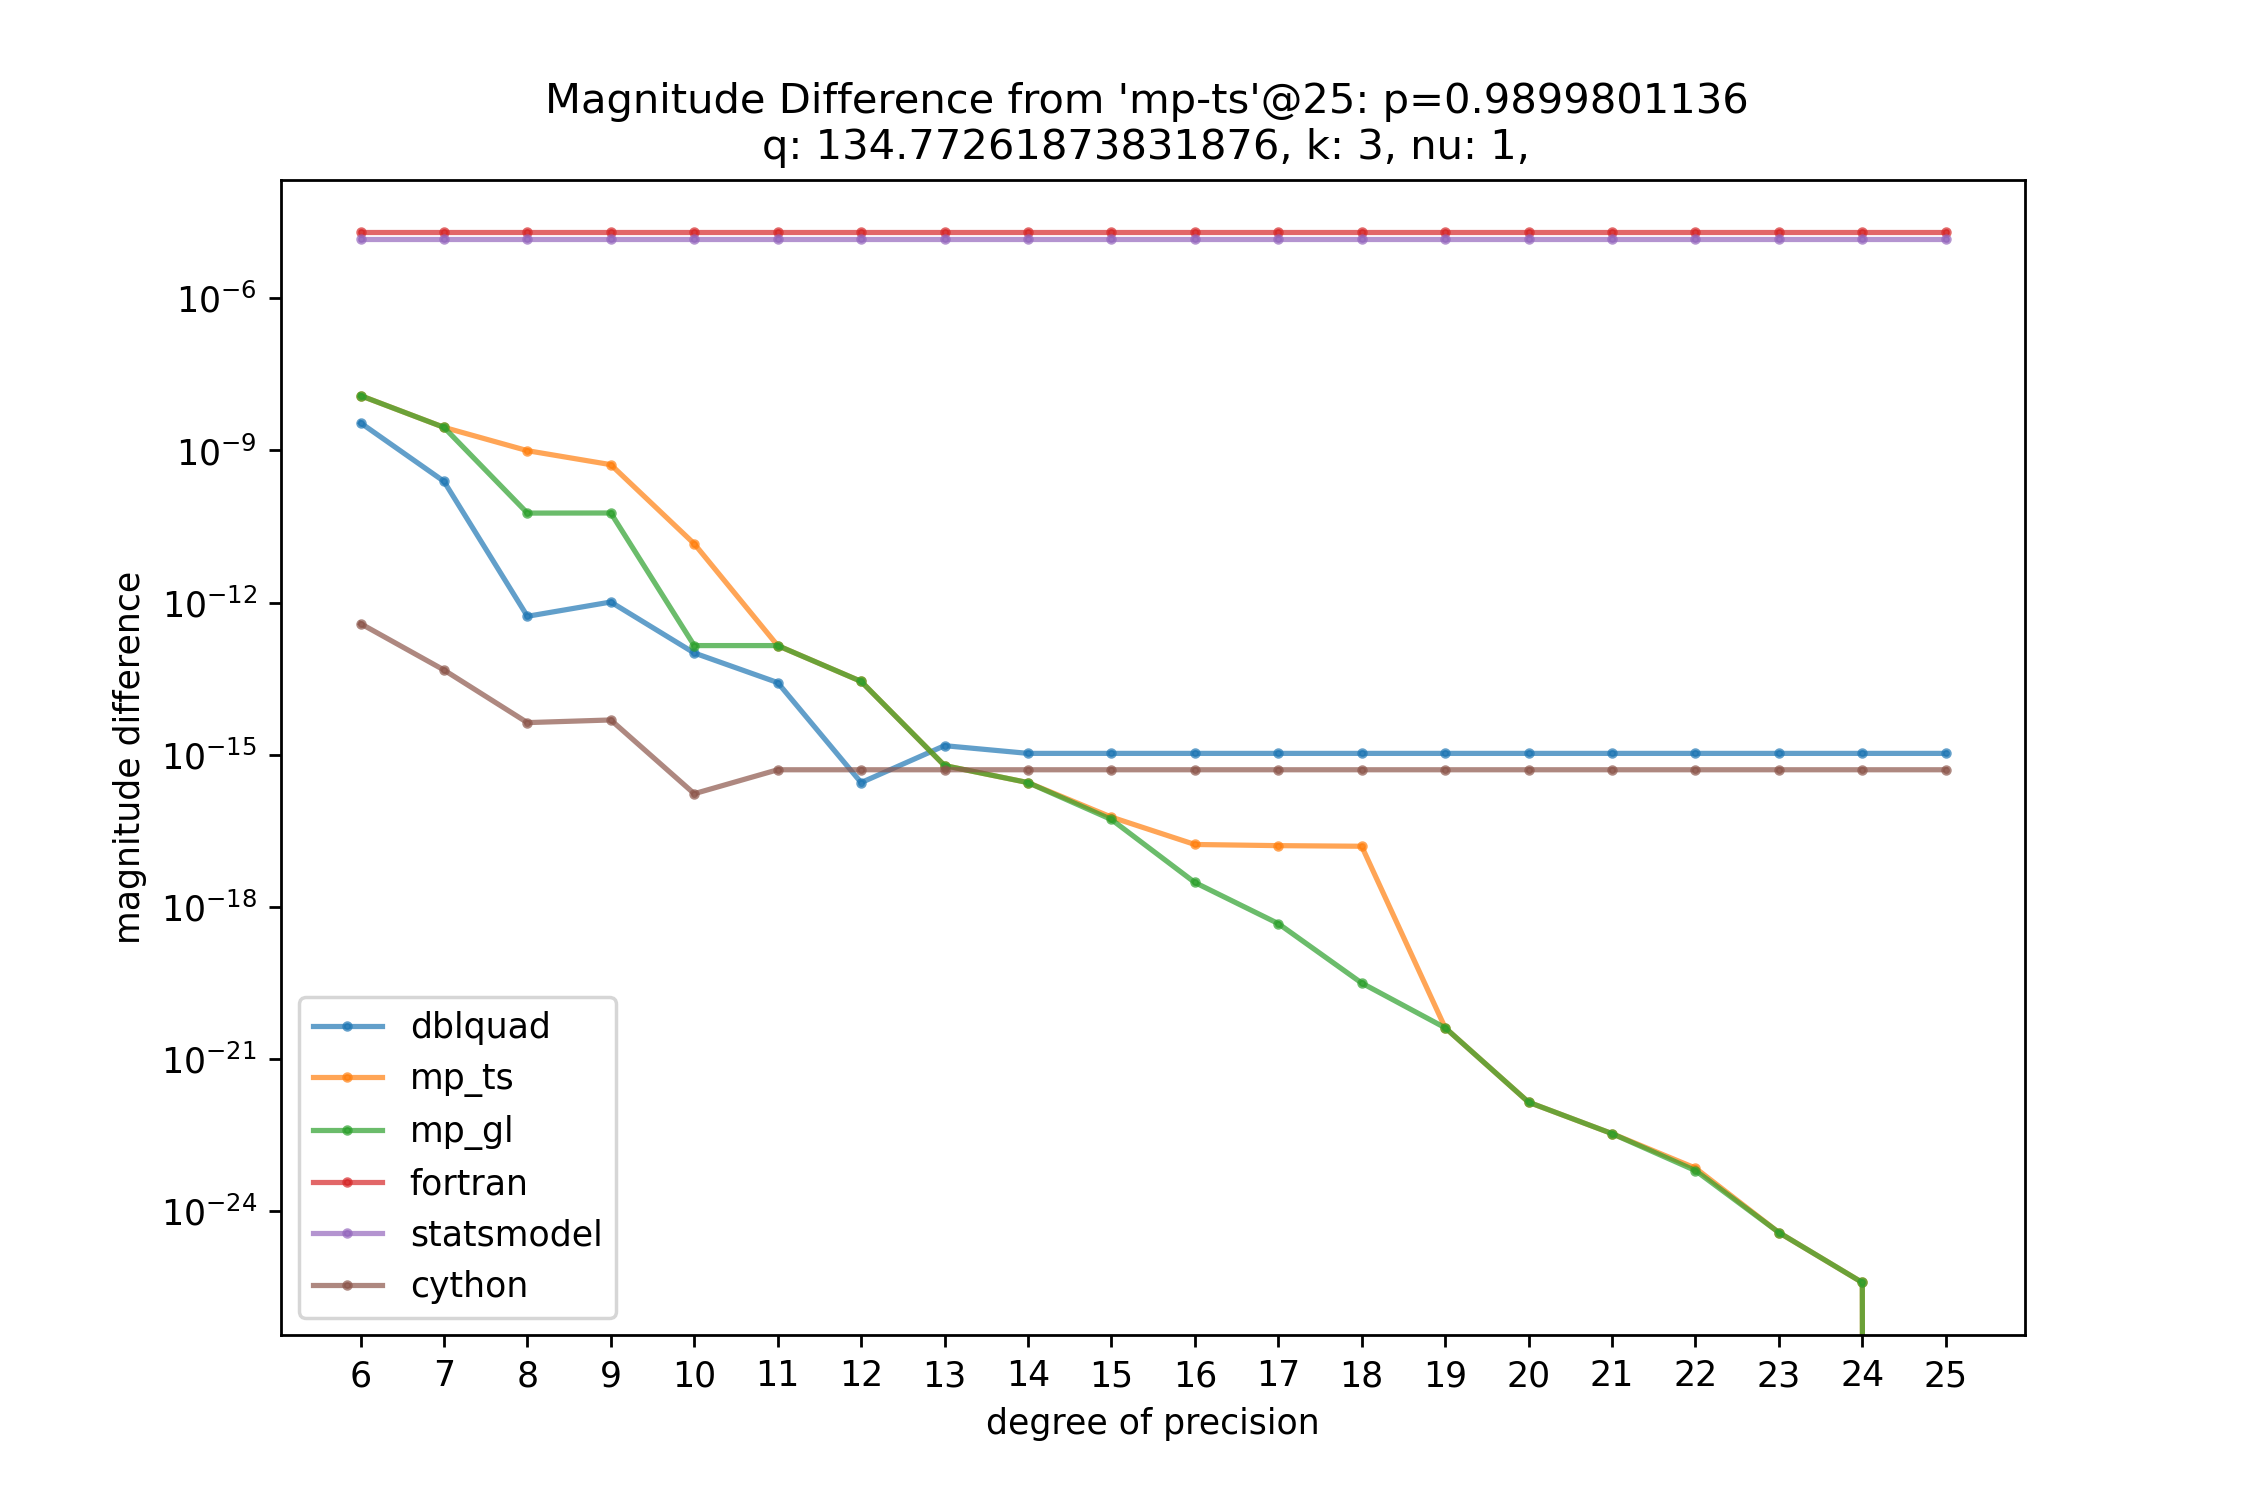 Magnitude Difference from 'mp-ts'@25: p=0.9899801136
q: 134.77261873831876, k: 3, nu: 1,
magnitude difference
10⁻⁶
10⁻⁹
10⁻¹²
10⁻¹⁵
10⁻¹⁸
10⁻²¹
10⁻²⁴
dblquad
mp_ts
mp_gl
fortran
statsmodel
cython
6 7 8 9 10 11 12 13 14 15 16 17 18 19 20 21 22 23 24 25
degree of precision